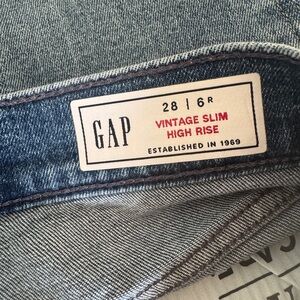 GAP
28 | 6R
VINTAGE SLIM
HIGH RISE
ESTABLISHED IN 1969